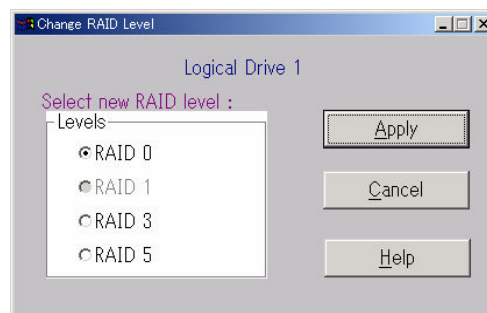 Change RAID Level
Logical Drive 1
Select new RAID level :
Levels
RAID 0
RAID 1
RAID 3
RAID 5
Apply
Cancel
Help